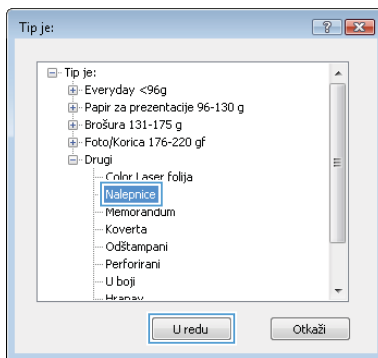 Tip je:
Tip je:
Everyday <96g
Papir za prezentacije 96-130 g
Brošura 131-175 g
Foto/Korica 176-220 gf
Drugi
Color Laser folija
Nalepnice
Memorandum
Koverta
Odštampani
Perforirani
U boji
Hrapav
U redu
Otkaži